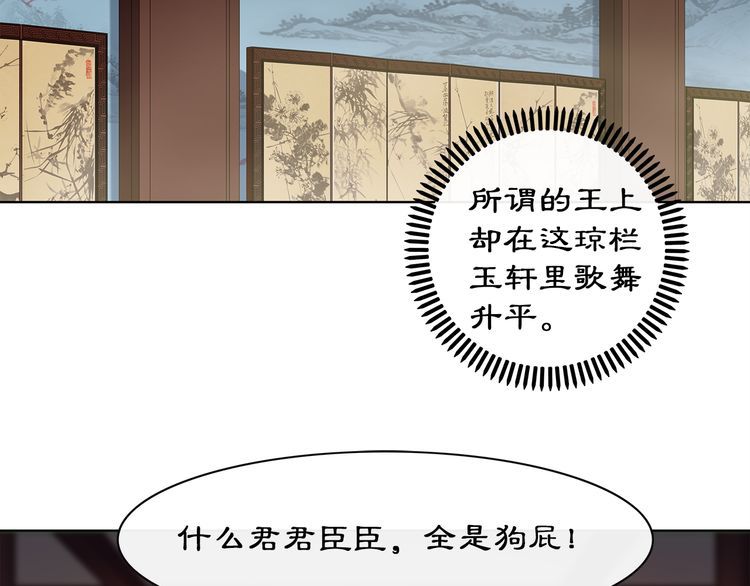 所谓的王上
却在这琼栏
玉轩里歌舞
升平。
什么君君臣臣，全是狗屁！